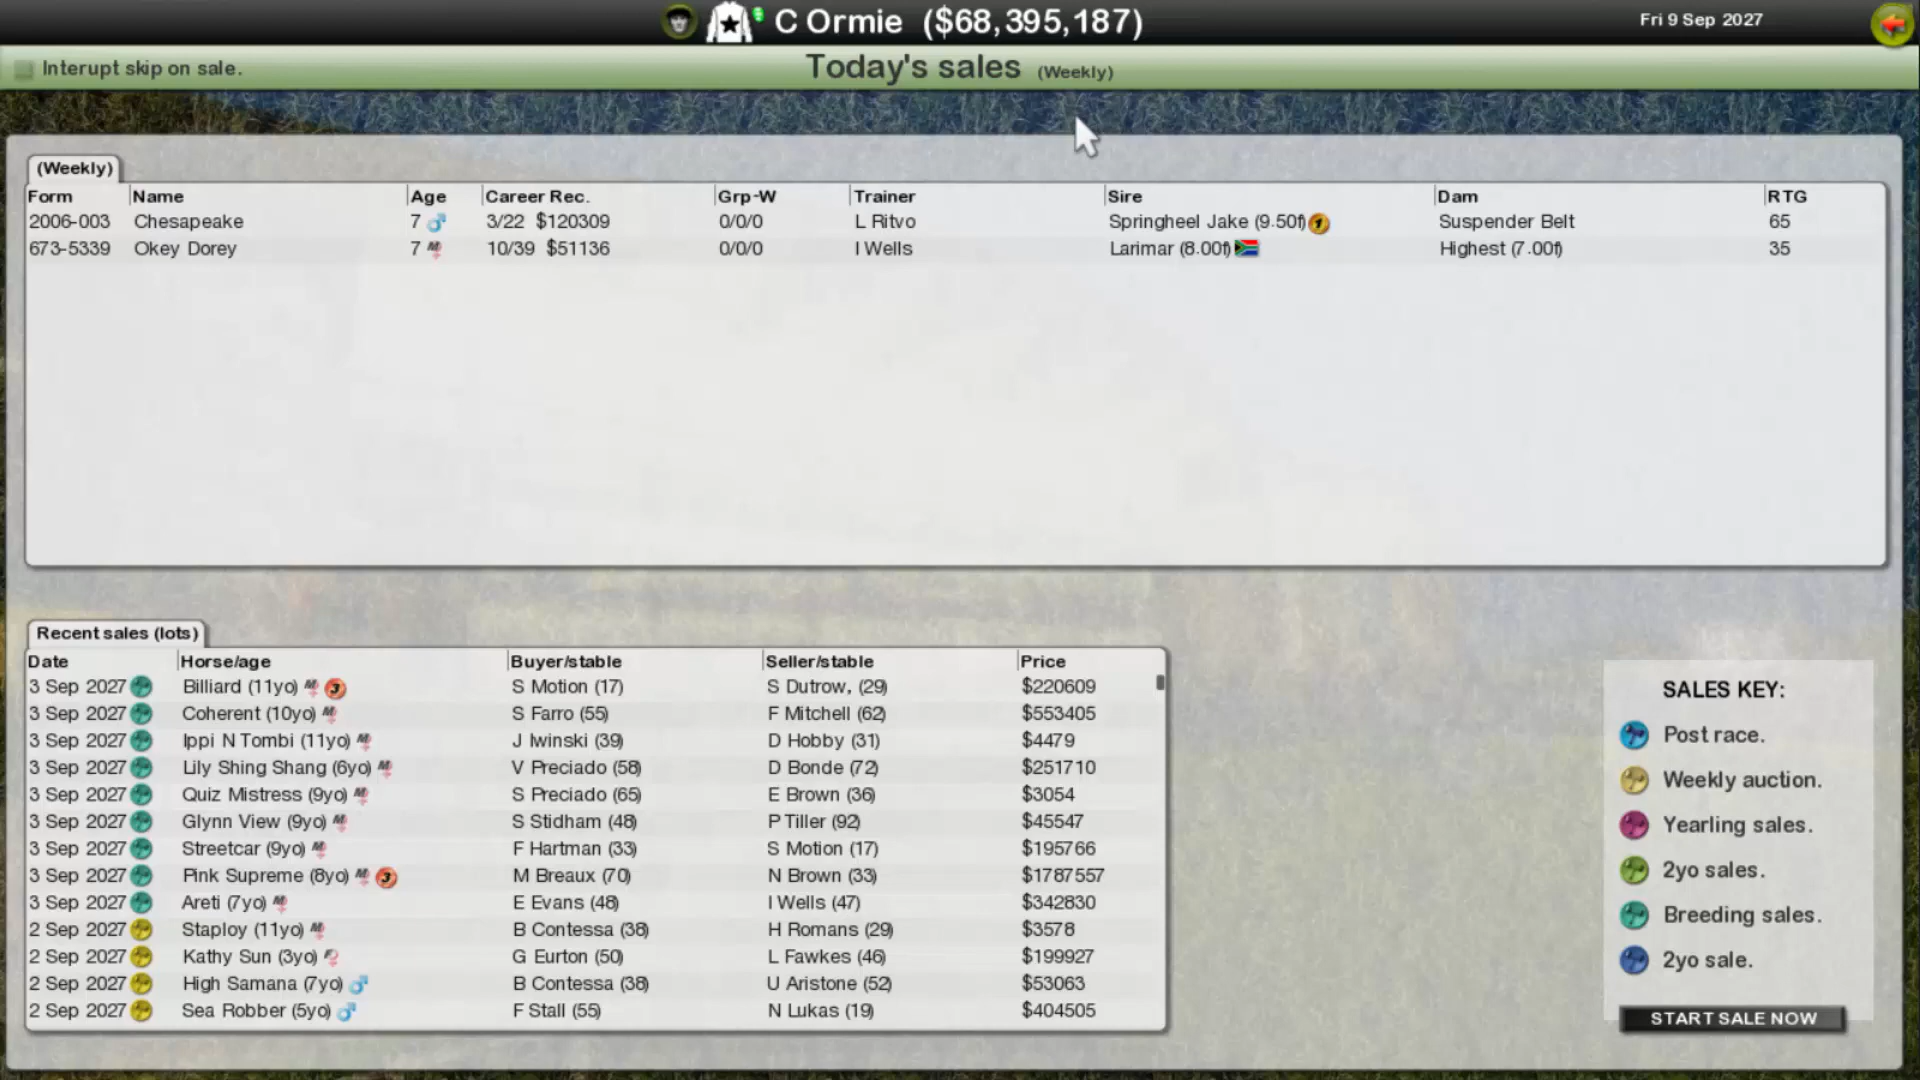 C Ormie ($68,395,187)
Fri 9 Sep 2027
Interupt skip on sale.
Today's sales (Weekly)
(Weekly)
Form Name Age Career Rec. Grp-W Trainer Sire Dam RTG
2006-003 Chesapeake 7 3/22 $120309 0/0/0 L Ritvo Springheel Jake (9.50f) 1 Suspender Belt 65
673-5339 Okey Dorey 7 M 10/39 $51136 0/0/0 I Wells Larimar (8.00f) Highest (7.00f) 35
Recent sales (lots)
Date Horse/age Buyer/stable Seller/stable Price
3 Sep 2027 Billiard (11yo) M 3 S Motion (17) S Dutrow, (29) $220609
3 Sep 2027 Coherent (10yo) M S Farro (55) F Mitchell (62) $553405
3 Sep 2027 Ippi N Tombi (11yo) M J Iwinski (39) D Hobby (31) $4479
3 Sep 2027 Lily Shing Shang (6yo) M V Preciado (58) D Bonde (72) $251710
3 Sep 2027 Quiz Mistress (9yo) M S Preciado (65) E Brown (36) $3054
3 Sep 2027 Glynn View (9yo) M S Stidham (48) P Tiller (92) $45547
3 Sep 2027 Streetcar (9yo) M F Hartman (33) S Motion (17) $195766
3 Sep 2027 Pink Supreme (8yo) M 3 M Breaux (70) N Brown (33) $1787557
3 Sep 2027 Areti (7yo) M E Evans (48) I Wells (47) $342830
2 Sep 2027 Staploy (11yo) M B Contessa (38) H Romans (29) $3578
2 Sep 2027 Kathy Sun (3yo) G Eurton (50) L Fawkes (46) $199927
2 Sep 2027 High Samana (7yo) B Contessa (38) U Aristone (52) $53063
2 Sep 2027 Sea Robber (5yo) F Stall (55) N Lukas (19) $404505
SALES KEY:
Post race.
Weekly auction.
Yearling sales.
2yo sales.
Breeding sales.
2yo sale.
START SALE NOW